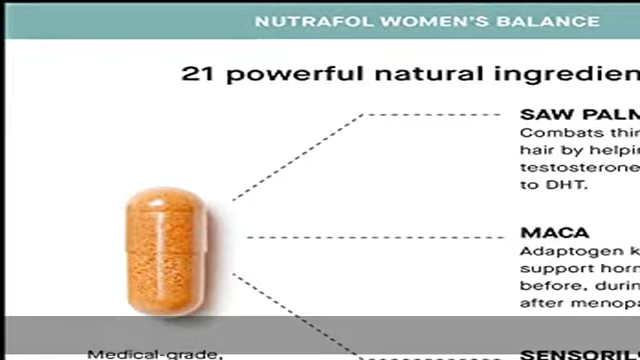 NUTRAFOL WOMEN'S BALANCE
21 powerful natural ingredien
SAW PALM
Combats thin
hair by helpi
testosterone
to DHT.
MACA
Adaptogen k
support horm
before, durin
after menopa
Medical-grade,
SENSORIL